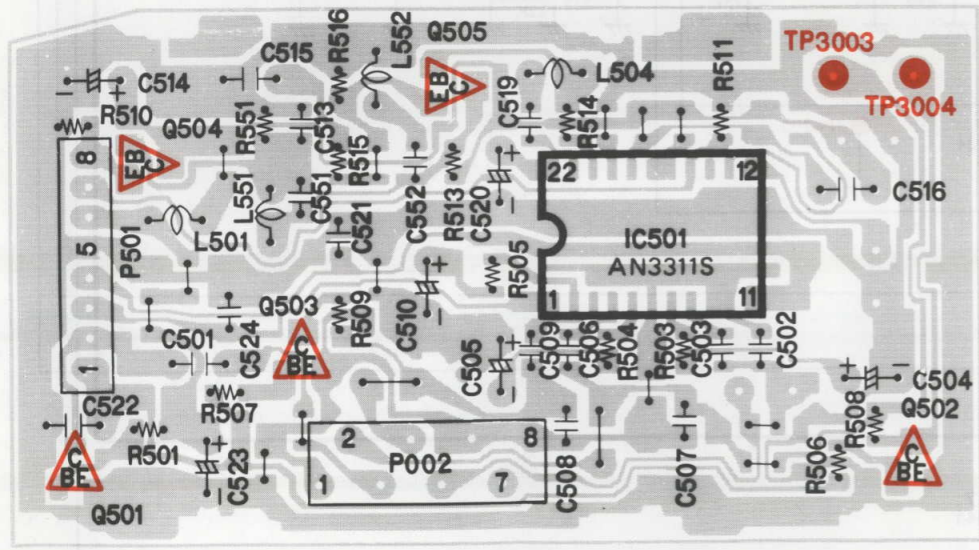 C515
R516
L552
Q505
C514
C519
L504
R511
TP3003
TP3004
- +
R510
Q504
R551
C513
EB
C
R514
8
EB
C
R515
+
22
12
C516
L551
C551
C552
R513
C520
-
5
P501
L501
C521
IC501
AN3311S
R505
+
-
1
11
C524
Q503
R509
C510
C501
C
BE
+
C505
-
C509
C506
R504
R503
C503
C502
1
R507
+ -
C504
C522
R508
Q502
C
BE
R501
+
C523
-
2
8
P002
1
7
C508
C507
R506
C
BE
Q501